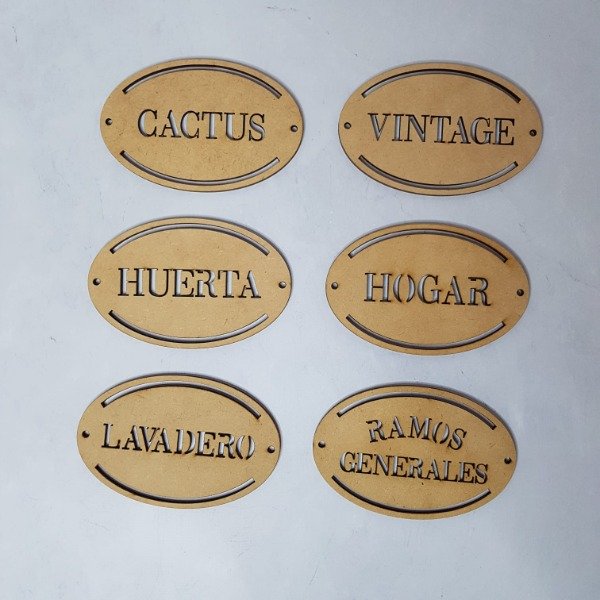 CACTUS
VINTAGE
HUERTA
HOGAR
LAVADERO
RAMOS
GENERALES